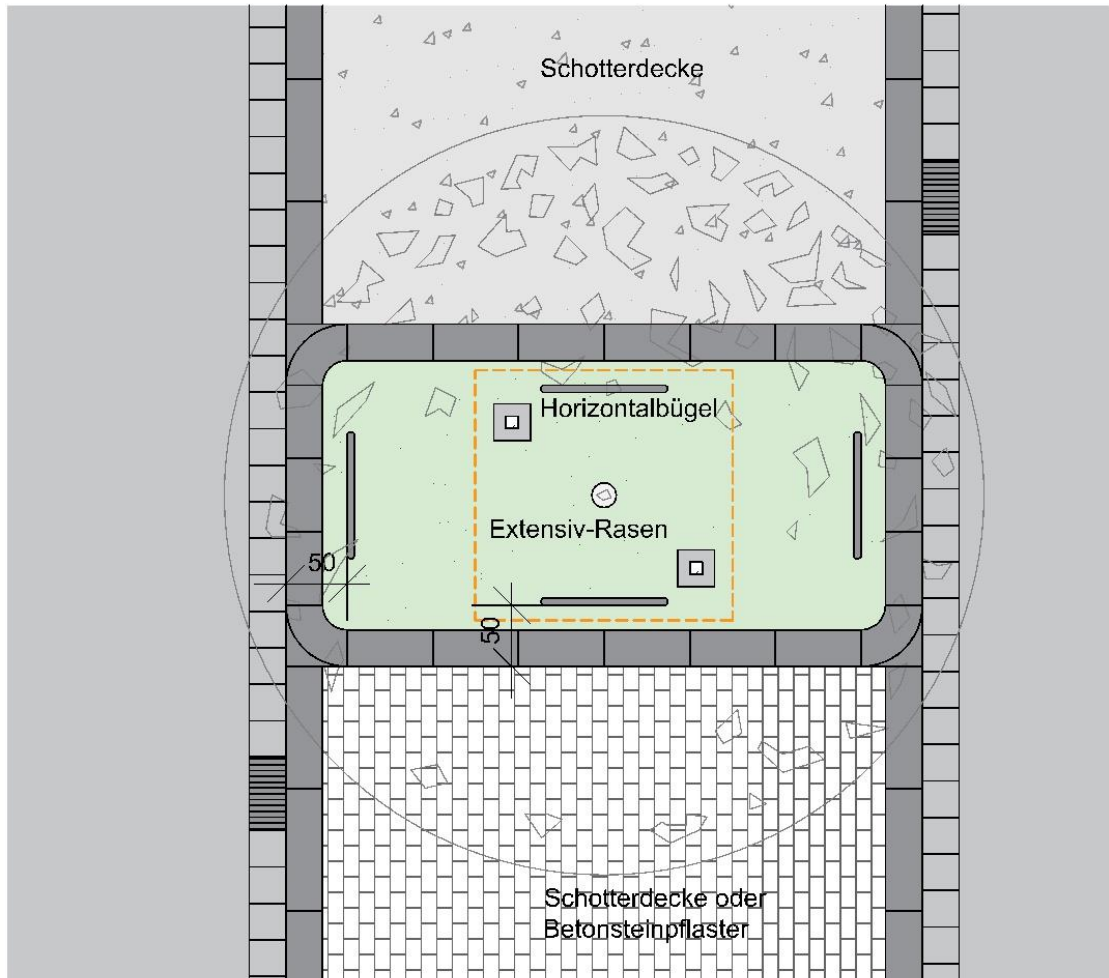 Schotterdecke
Horizontalbügel
Extensiv-Rasen
50
50
Schotterdecke oder
Betonsteinpflaster